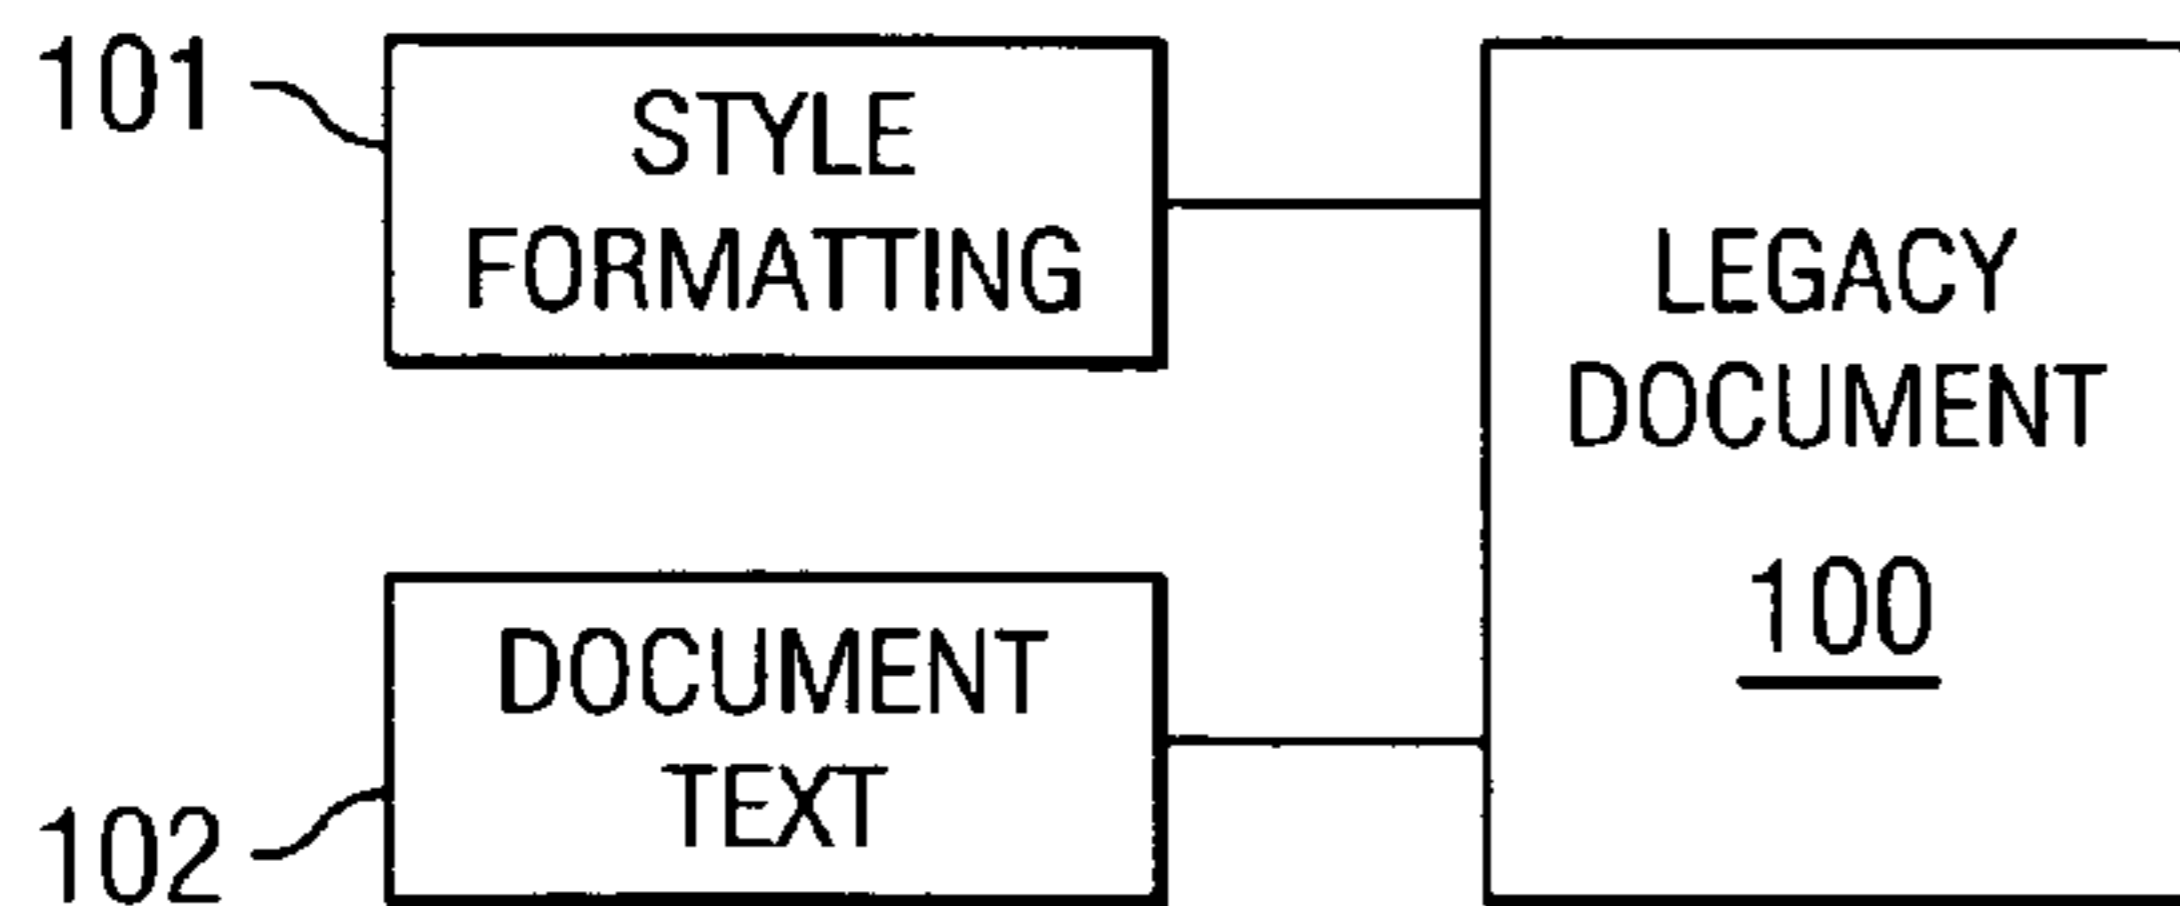 101
STYLE
FORMATTING
LEGACY
DOCUMENT
100
DOCUMENT
TEXT
102